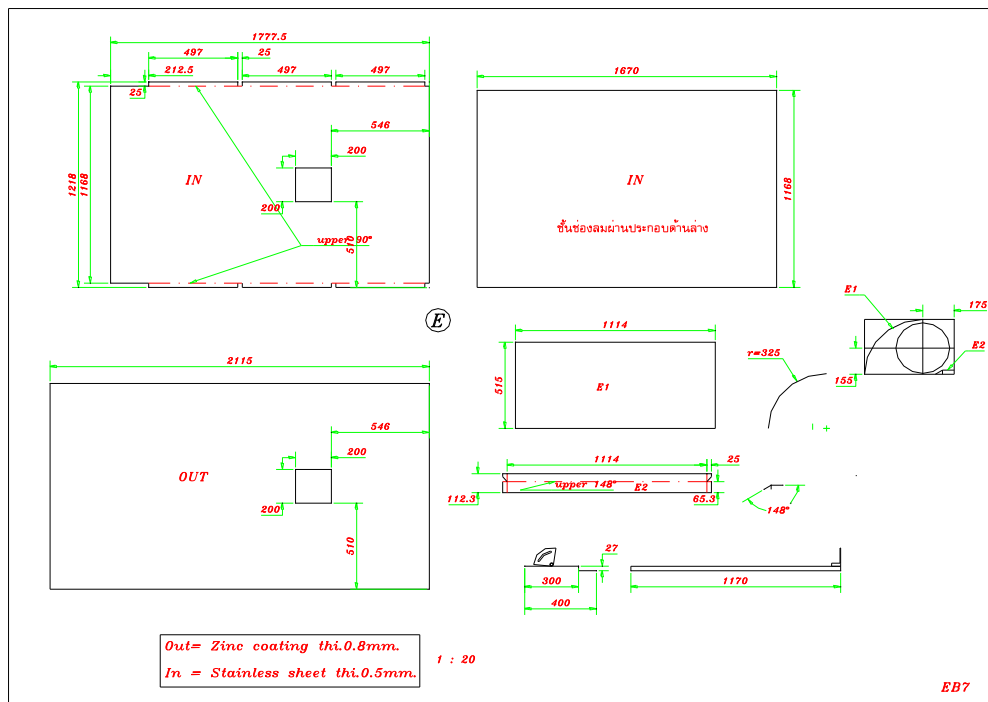 1777.5
497
25
212.5
497
497
25
546
200
1218
1168
IN
200
upper 90°
510
1670
IN
ชั้นช่องลมผ่านประกอบด้านล่าง
1168
E
E1
175
E2
155
2115
546
200
OUT
200
510
1114
515
E1
r=325
1114
25
upper 148°
E2
112.3
65.3
148°
27
300
400
1170
Out= Zinc coating thi.0.8mm.
In = Stainless sheet thi.0.5mm.
1 : 20
EB7